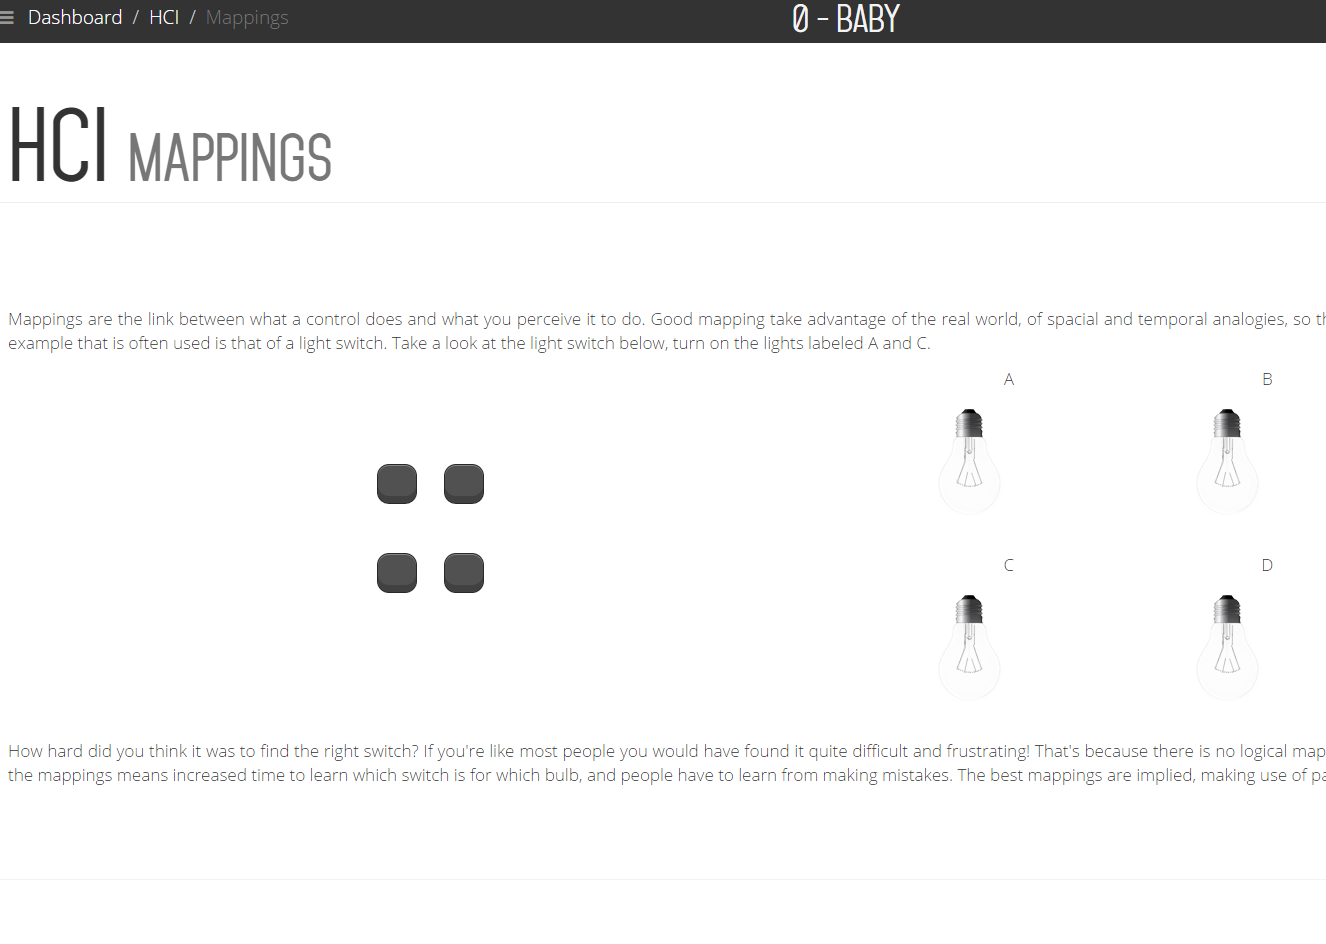 Dashboard / HCI / Mappings
0 - BABY
HCI MAPPINGS
Mappings are the link between what a control does and what you perceive it to do. Good mapping take advantage of the real world, of spacial and temporal analogies, so
example that is often used is that of a light switch. Take a look at the light switch below, turn on the lights labeled A and C.
A B
C D
How hard did you think it was to find the right switch? If you're like most people you would have found it quite difficult and frustrating! That's because there is no logical map
the mappings means increased time to learn which switch is for which bulb, and people have to learn from making mistakes. The best mappings are implied, making use of